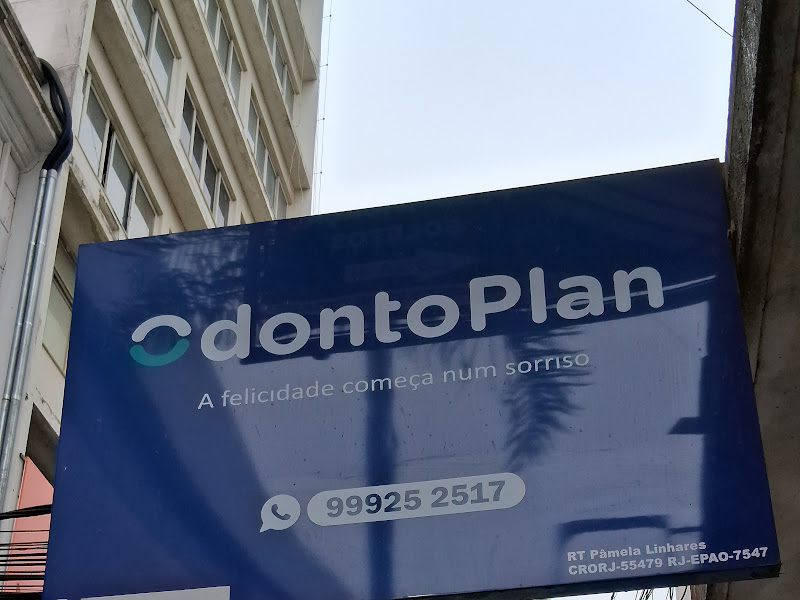 OdontoPlan
A felicidade começa num sorriso
99925 2517
RT Pâmela Linhares
CRORJ-55479 RJ-EPAO-7547